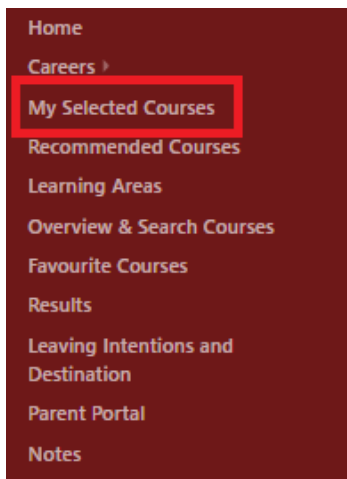 Home
Careers
My Selected Courses
Recommended Courses
Learning Areas
Overview & Search Courses
Favourite Courses
Results
Leaving Intentions and
Destination
Parent Portal
Notes